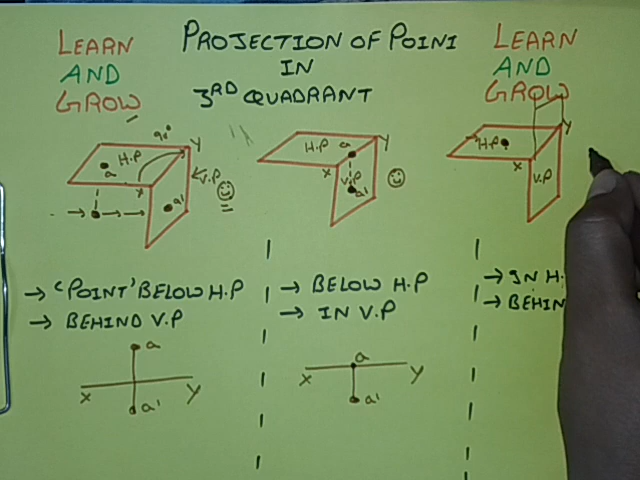 LEARN
AND
GROW
PROJECTION OF POINT
IN
3RD QUADRANT
LEARN
AND
GROW
90°
Y
H.P
a
V.P
X
a'
→ 'POINT' BELOW H.P
→ BEHIND V.P
a
X
Y
a'
H.P
a
Y
X
V.P
a'
→ BELOW H.P
→ IN V.P
a
X
Y
a'
H.P
Y
X
V.P
→ IN H.
→ BEHIN